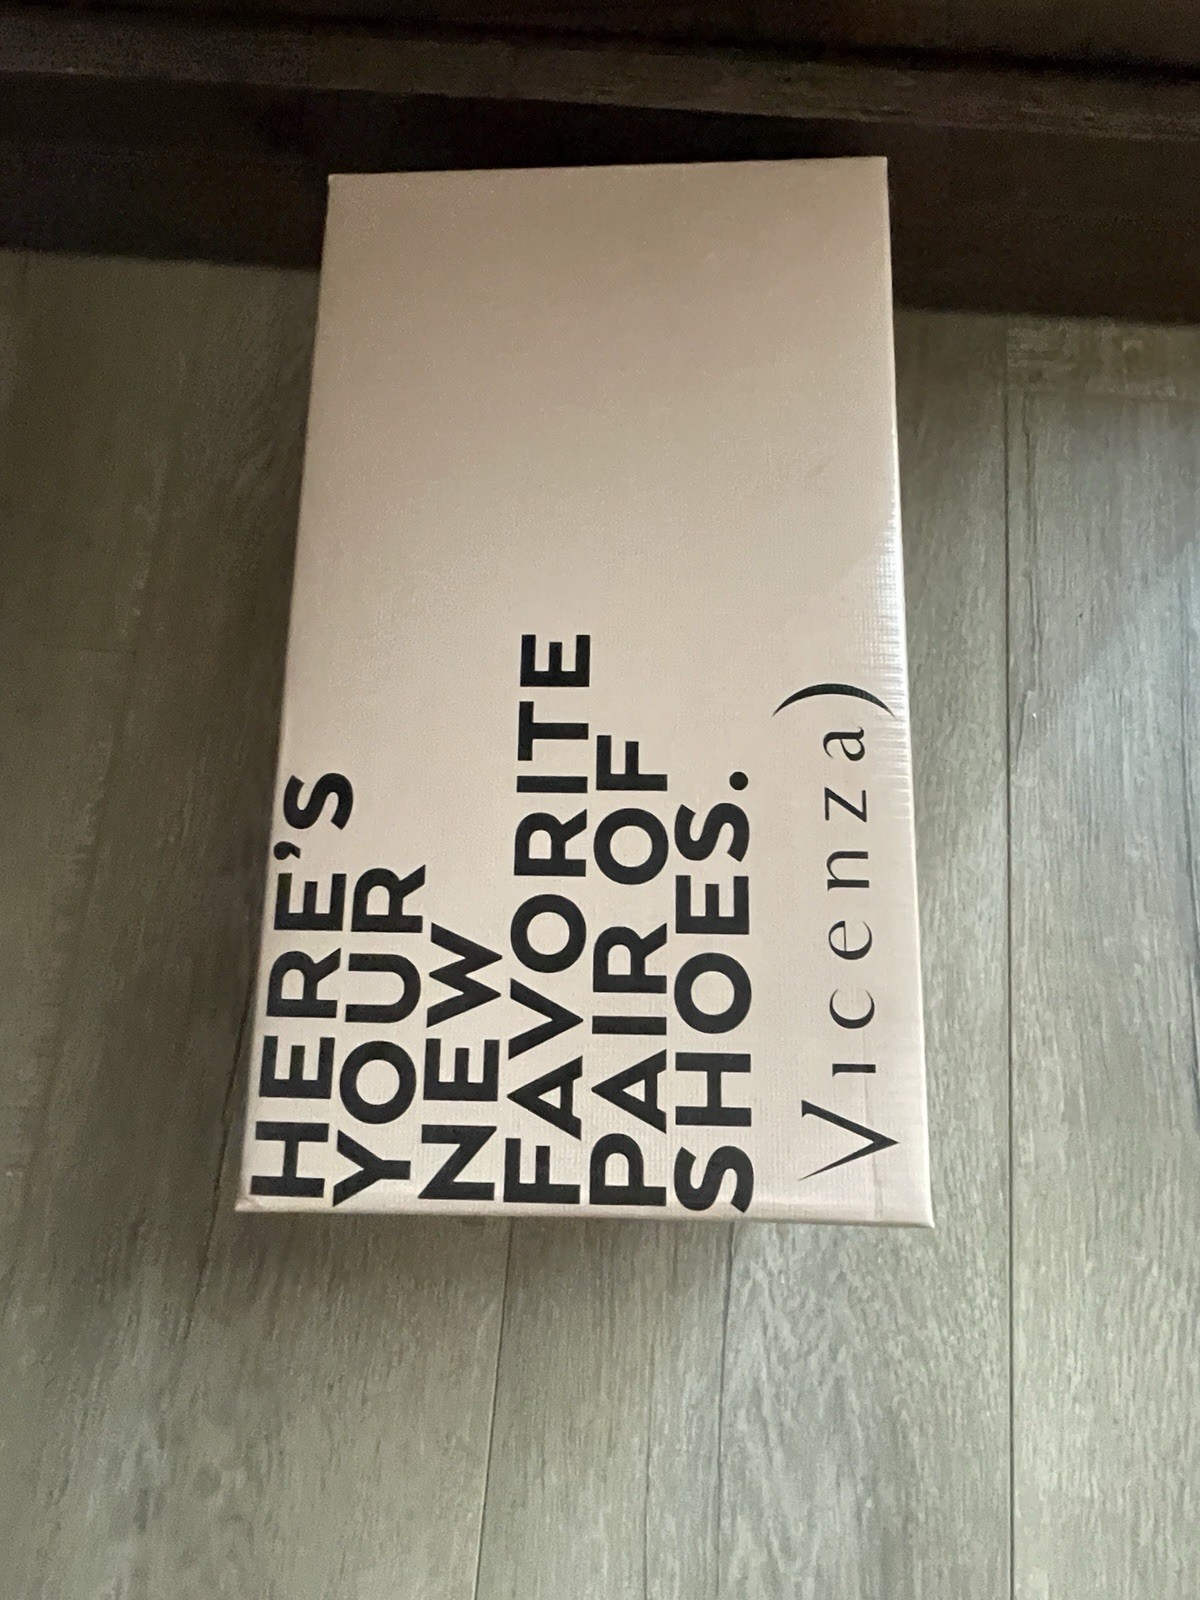 HERE'S
YOUR
NEW
FAVORITE
PAIR OF
SHOES.
Vicenza)